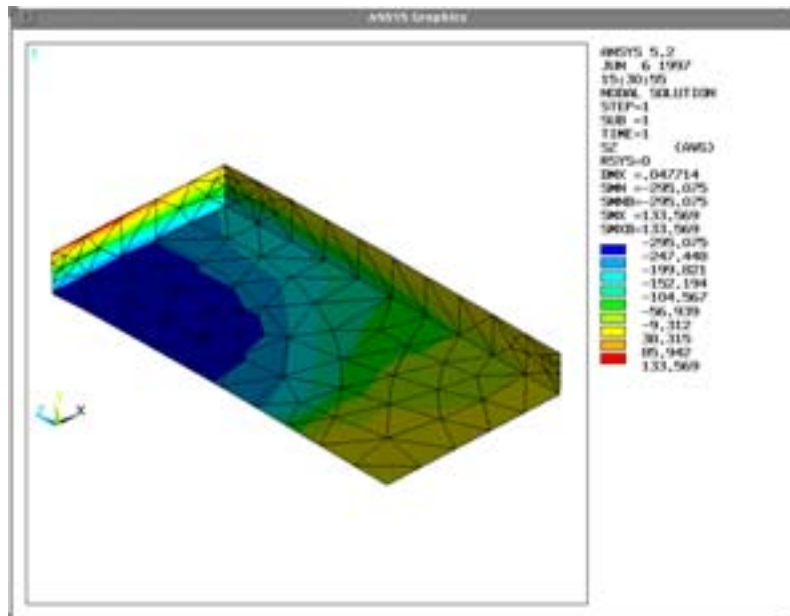 ANSYS Graphics
1
ANSYS 5.2
JUN 6 1997
15:30:55
NODAL SOLUTION
STEP=1
SUB =1
TIME=1
SZ (AVG)
RSYS=0
DMX =.047714
SMN =-295.075
SMNB=-295.075
SMX =133.569
SMXB=133.569
-295.075
-247.448
-199.821
-152.194
-104.567
-56.939
-9.312
38.315
85.942
133.569
Z Y X